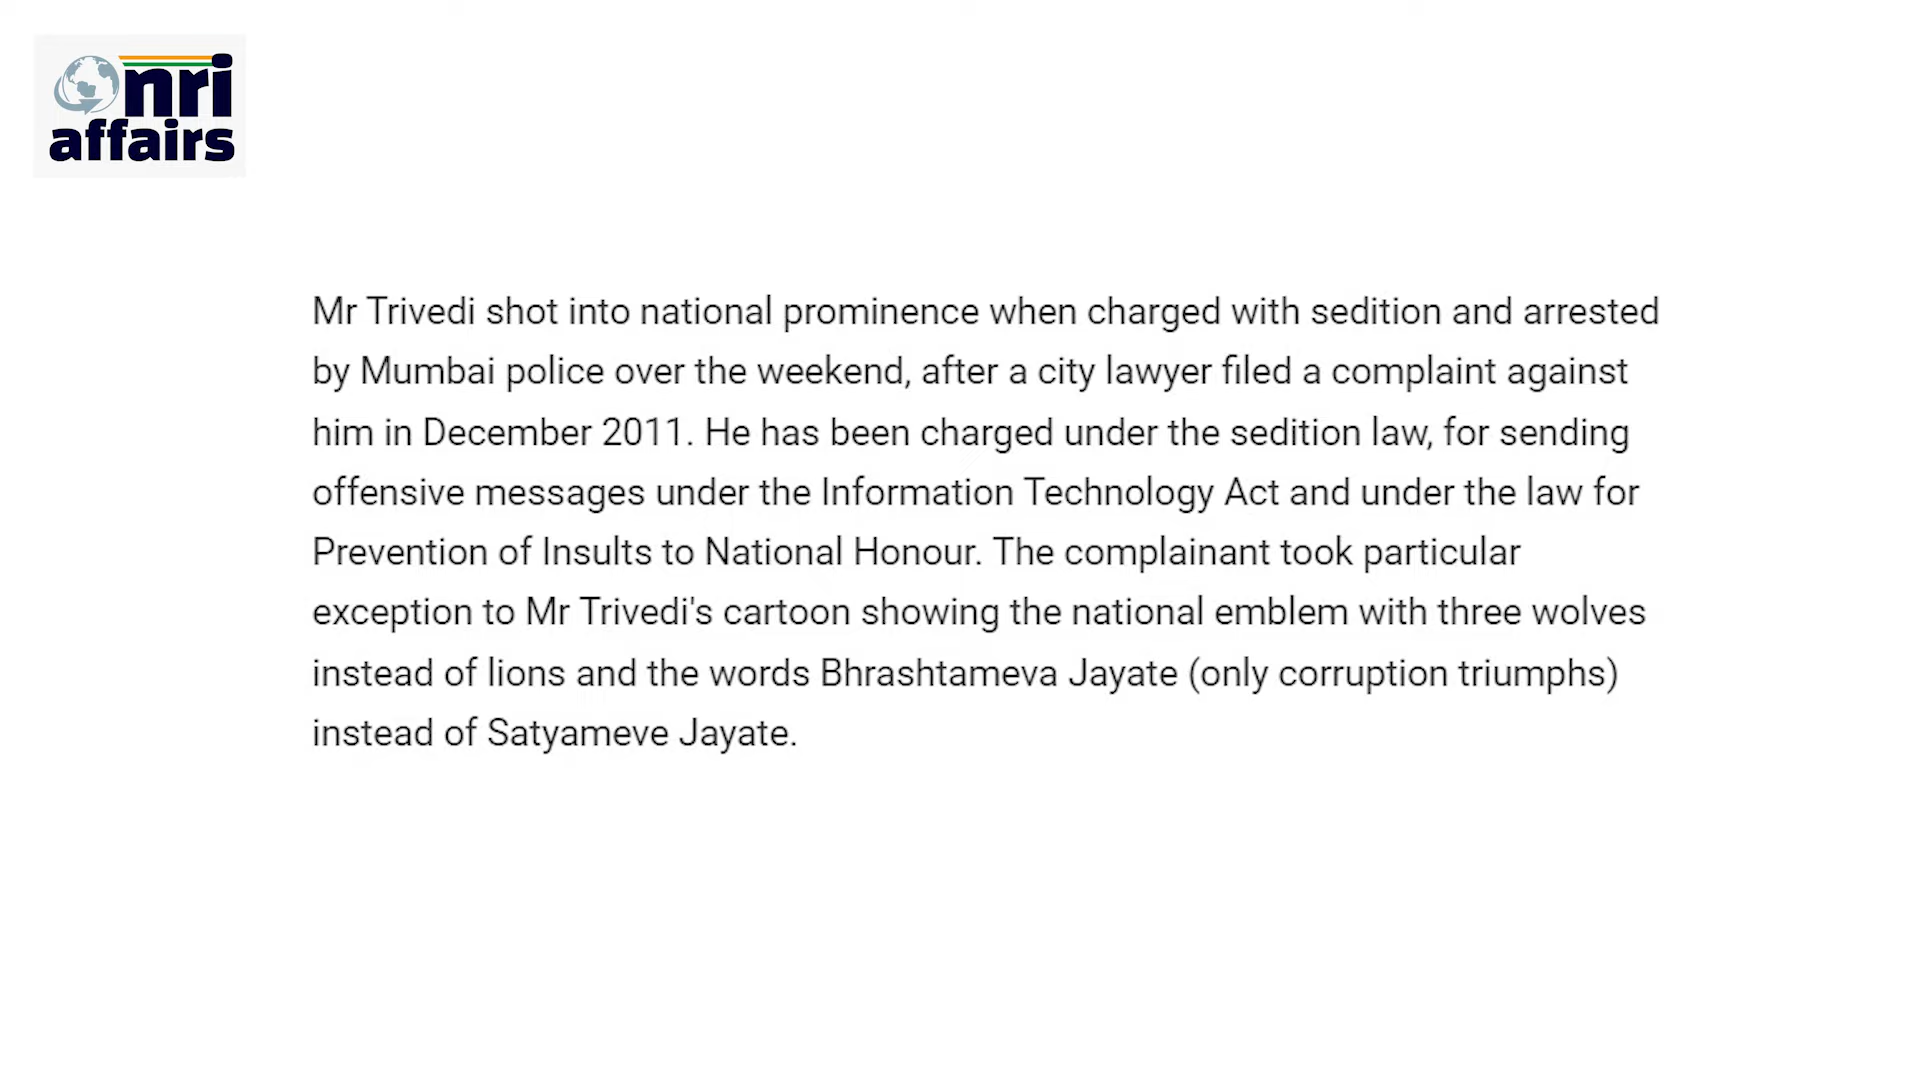 nri
affairs
Mr Trivedi shot into national prominence when charged with sedition and arrested
by Mumbai police over the weekend, after a city lawyer filed a complaint against
him in December 2011. He has been charged under the sedition law, for sending
offensive messages under the Information Technology Act and under the law for
Prevention of Insults to National Honour. The complainant took particular
exception to Mr Trivedi's cartoon showing the national emblem with three wolves
instead of lions and the words Bhrashtameva Jayate (only corruption triumphs)
instead of Satyameve Jayate.